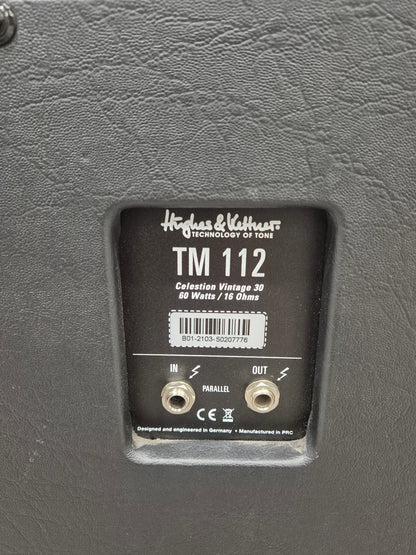 Hughes & Kettner.
TECHNOLOGY OF TONE
TM 112
Celestion Vintage 30
60 Watts / 16 Ohms
B01-2103-50207776
IN OUT
PARALLEL
CE
Designed and engineered in Germany • Manufactured in PRC